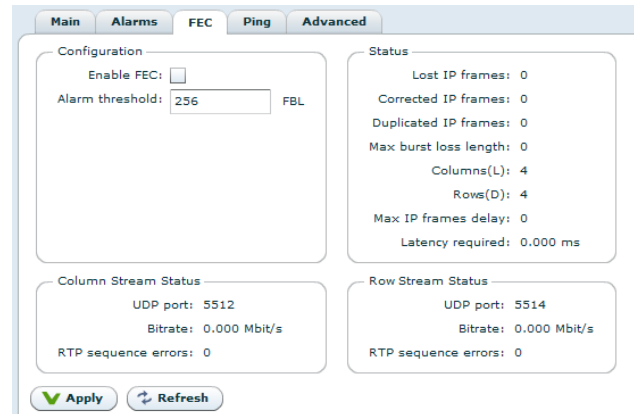 Main Alarms FEC Ping Advanced
Configuration
Enable FEC:
Alarm threshold: 256 FBL
Status
Lost IP frames: 0
Corrected IP frames: 0
Duplicated IP frames: 0
Max burst loss length: 0
Columns(L): 4
Rows(D): 4
Max IP frames delay: 0
Latency required: 0.000 ms
Column Stream Status
UDP port: 5512
Bitrate: 0.000 Mbit/s
RTP sequence errors: 0
Row Stream Status
UDP port: 5514
Bitrate: 0.000 Mbit/s
RTP sequence errors: 0
Apply Refresh